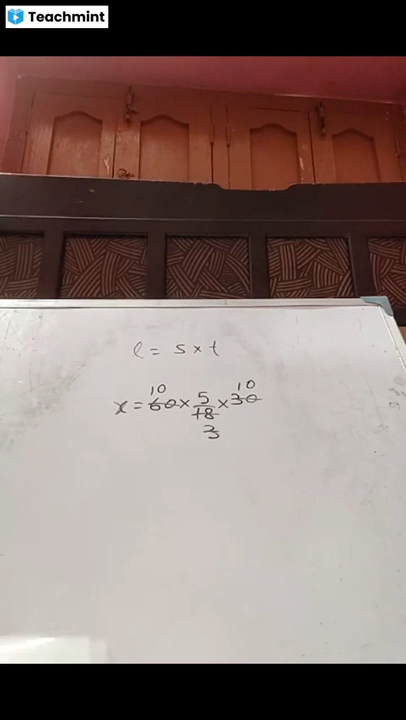 Teachmint
l = s × t
10 10
x = 60 × 5/18 × 30
3